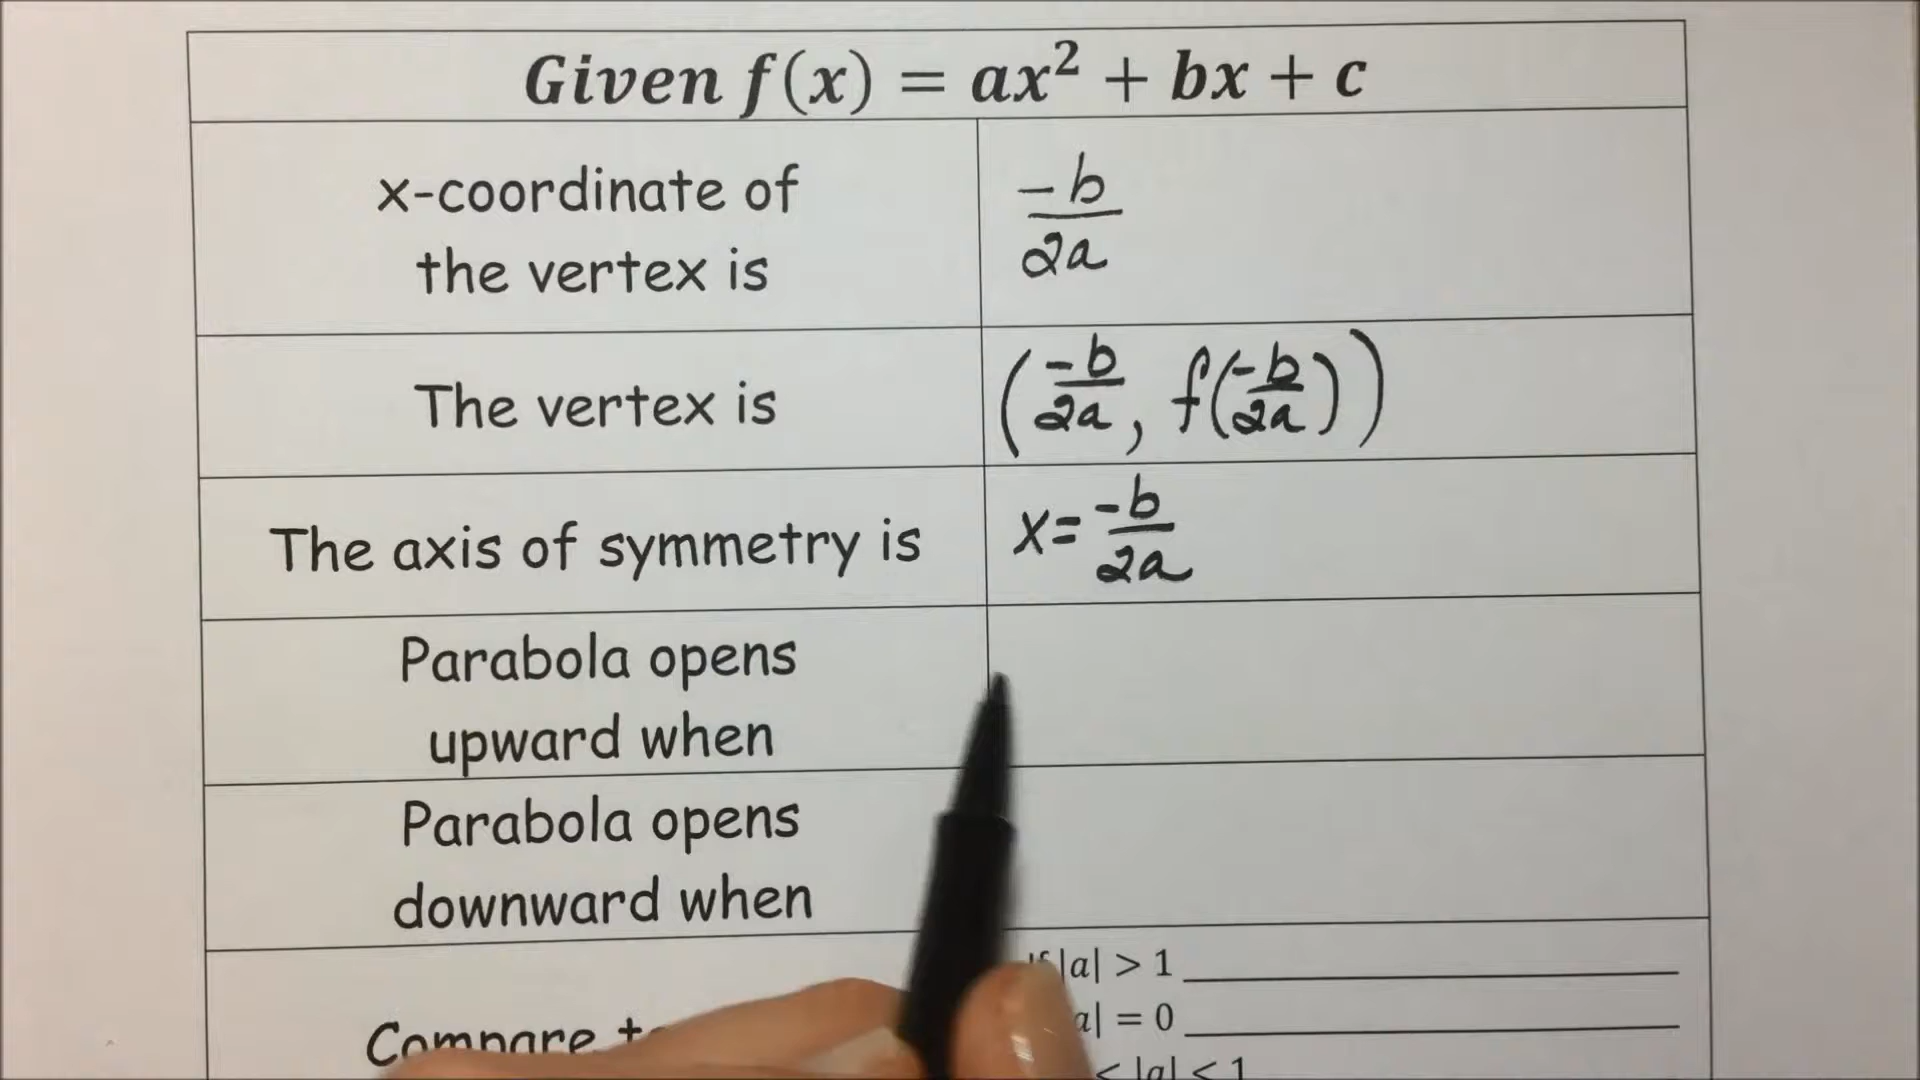 Given f(x) = ax² + bx + c
x-coordinate of
the vertex is
-b
2a
The vertex is
(-b/2a, f(-b/2a))
The axis of symmetry is
x = -b/2a
Parabola opens
upward when
Parabola opens
downward when
Compare
|a| > 1
a| = 0
< |a| < 1